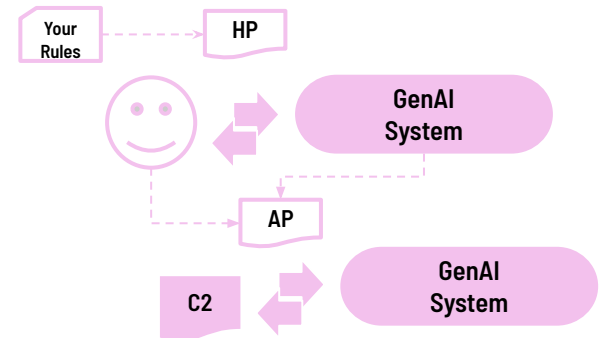 Your
Rules
HP
GenAI
System
AP
GenAI
System
C2